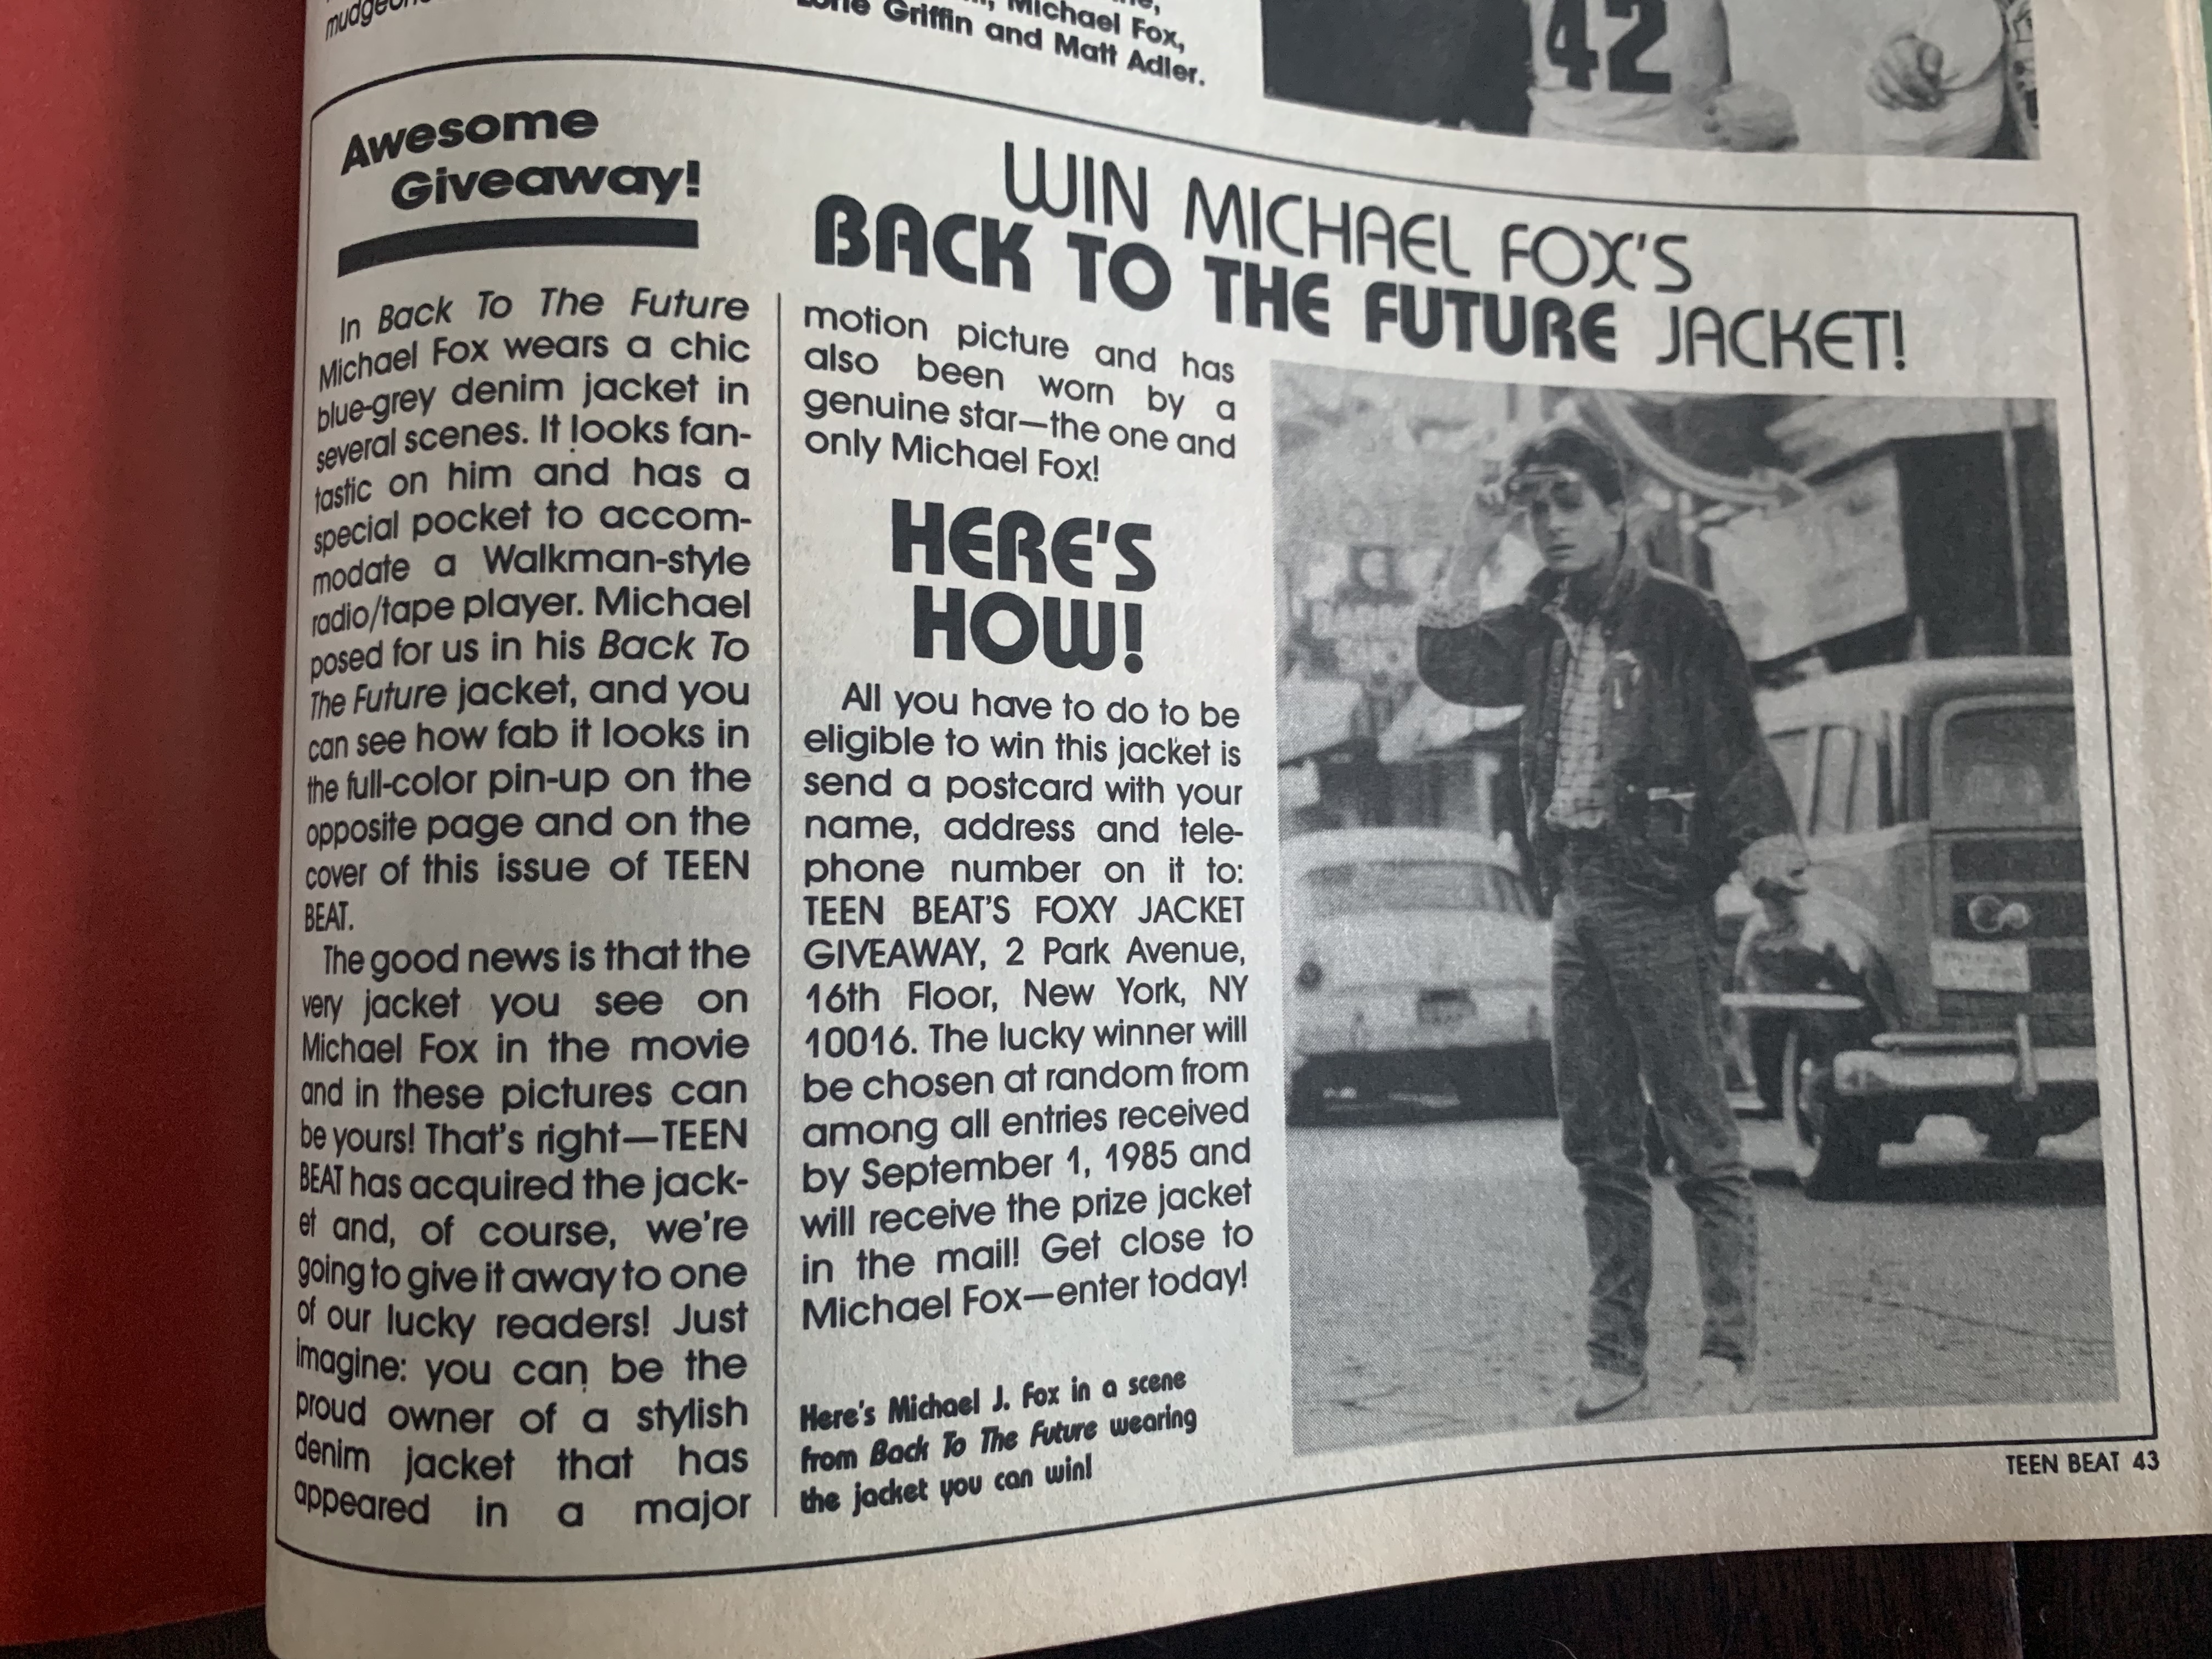 Michael Fox,
Griffin and Matt Adler.
42
Awesome
Giveaway!
WIN MICHAEL FOX'S
BACK TO THE FUTURE JACKET!
In Back To The Future
Michael Fox wears a chic
blue-grey denim jacket in
several scenes. It looks fan-
tastic on him and has a
special pocket to accom-
modate a Walkman-style
radio/tape player. Michael
posed for us in his Back To
The Future jacket, and you
can see how fab it looks in
the full-color pin-up on the
opposite page and on the
cover of this issue of TEEN
BEAT.
The good news is that the
very jacket you see on
Michael Fox in the movie
and in these pictures can
be yours! That's right—TEEN
BEAT has acquired the jack-
et and, of course, we're
going to give it away to one
of our lucky readers! Just
imagine: you can be the
proud owner of a stylish
denim jacket that has
appeared in a major
motion picture and has
also been worn by a
genuine star—the one and
only Michael Fox!
HERE'S
HOW!
All you have to do to be
eligible to win this jacket is
send a postcard with your
name, address and tele-
phone number on it to:
TEEN BEAT'S FOXY JACKET
GIVEAWAY, 2 Park Avenue,
16th Floor, New York, NY
10016. The lucky winner will
be chosen at random from
among all entries received
by September 1, 1985 and
will receive the prize jacket
in the mail! Get close to
Michael Fox—enter today!
Here's Michael J. Fox in a scene
from Back To The Future wearing
the jacket you can win!
TEEN BEAT 43